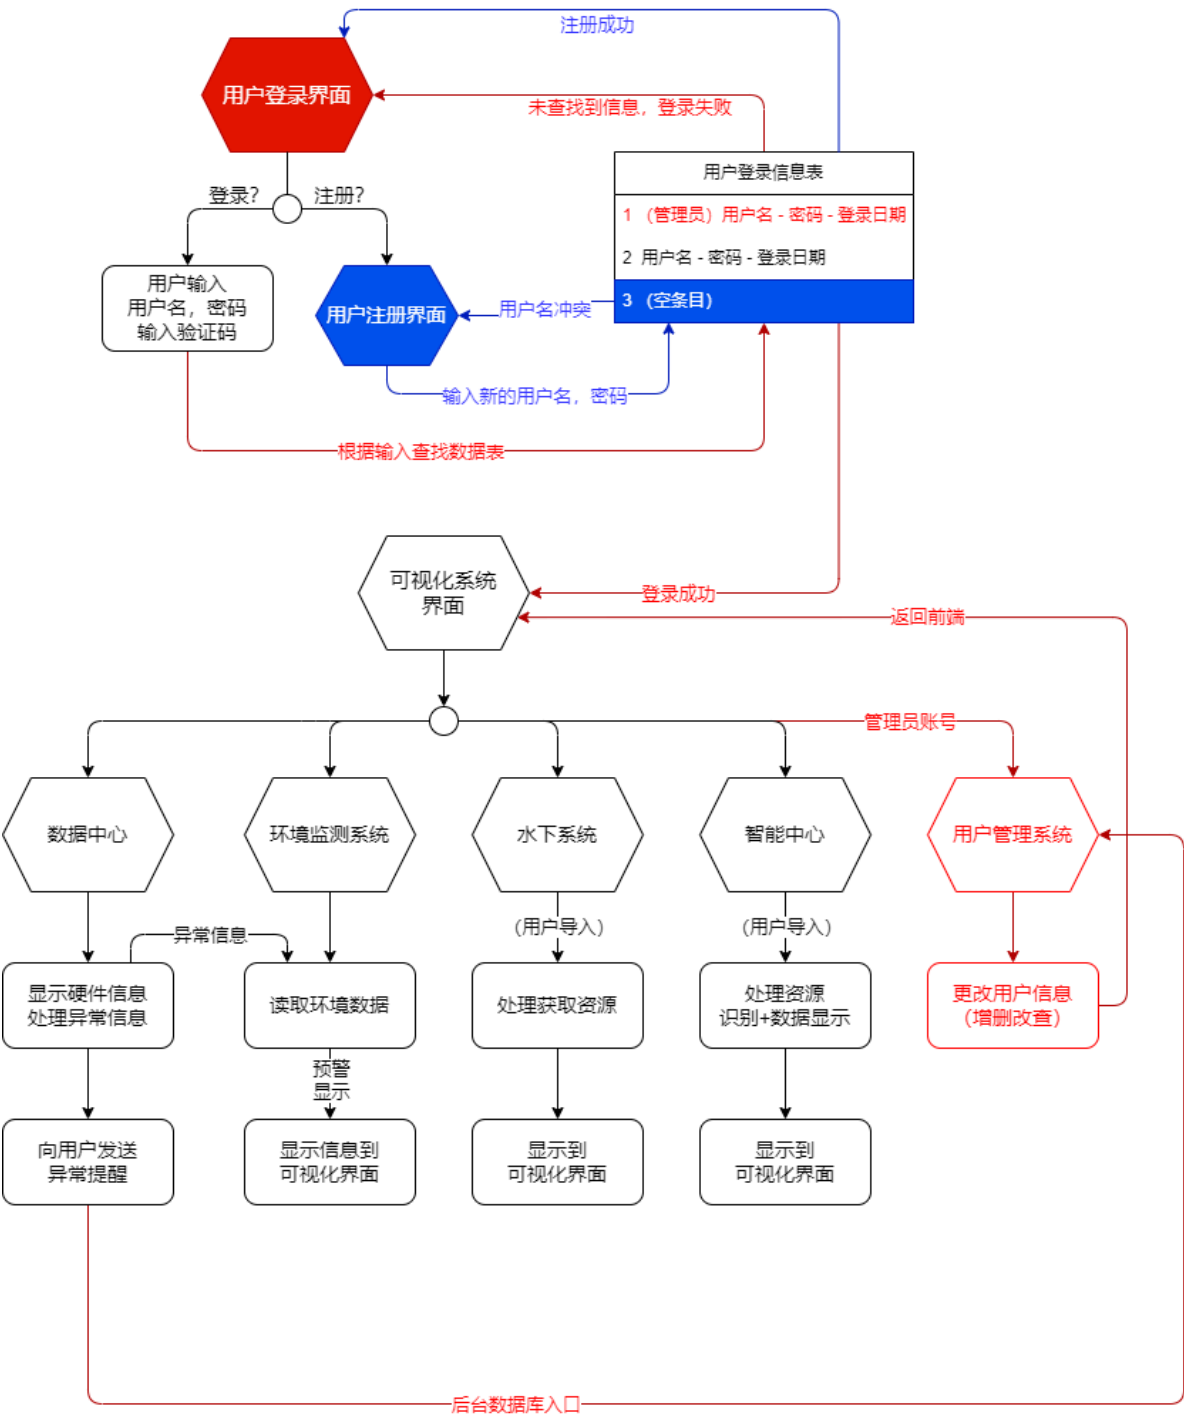 注册成功
用户登录界面
未查找到信息，登录失败
用户登录信息表
登录？
注册？
1 （管理员）用户名 - 密码 - 登录日期
2 用户名 - 密码 - 登录日期
3 （空条目）
用户输入
用户名，密码
输入验证码
用户注册界面
用户名冲突
输入新的用户名，密码
根据输入查找数据表
可视化系统
界面
登录成功
返回前端
管理员账号
数据中心
环境监测系统
水下系统
智能中心
用户管理系统
异常信息
（用户导入）
（用户导入）
显示硬件信息
处理异常信息
读取环境数据
处理获取资源
处理资源
识别+数据显示
更改用户信息
（增删改查）
预警
显示
向用户发送
异常提醒
显示信息到
可视化界面
显示到
可视化界面
显示到
可视化界面
后台数据库入口